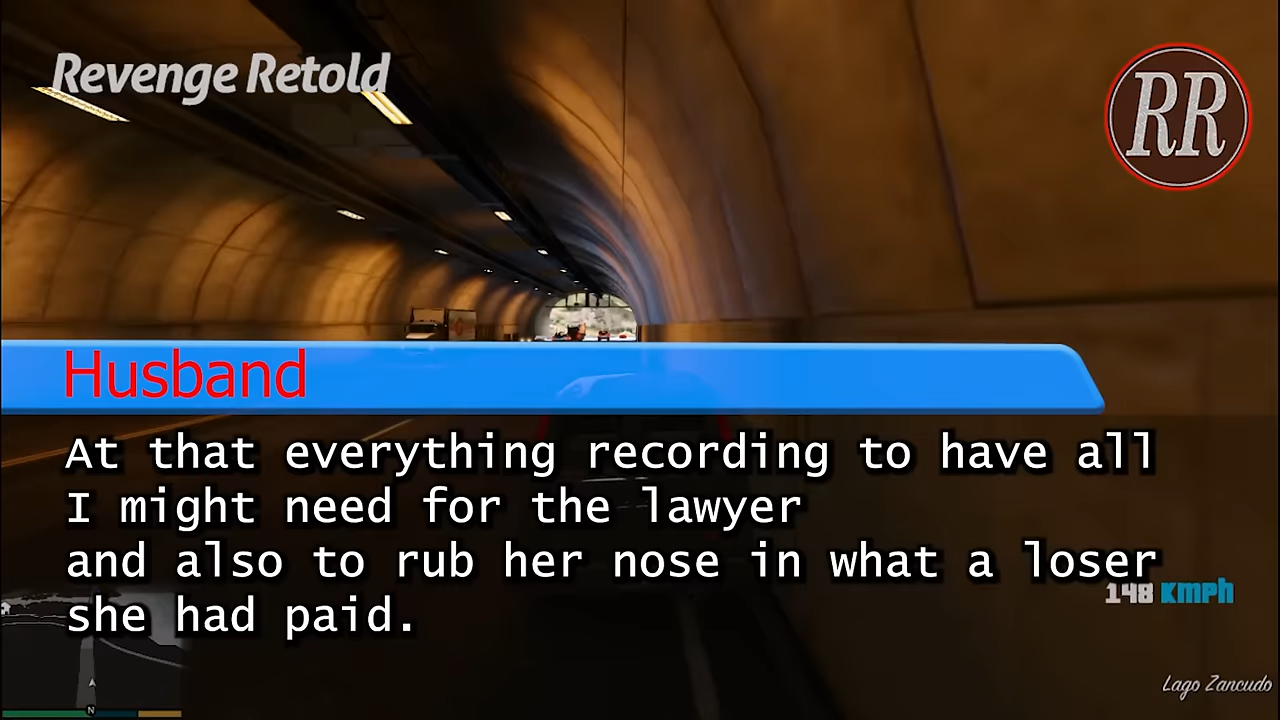 Revenge Retold
RR
Husband
At that everything recording to have all
I might need for the lawyer
and also to rub her nose in what a loser
she had paid.
148 kmph
N
Lago Zancudo